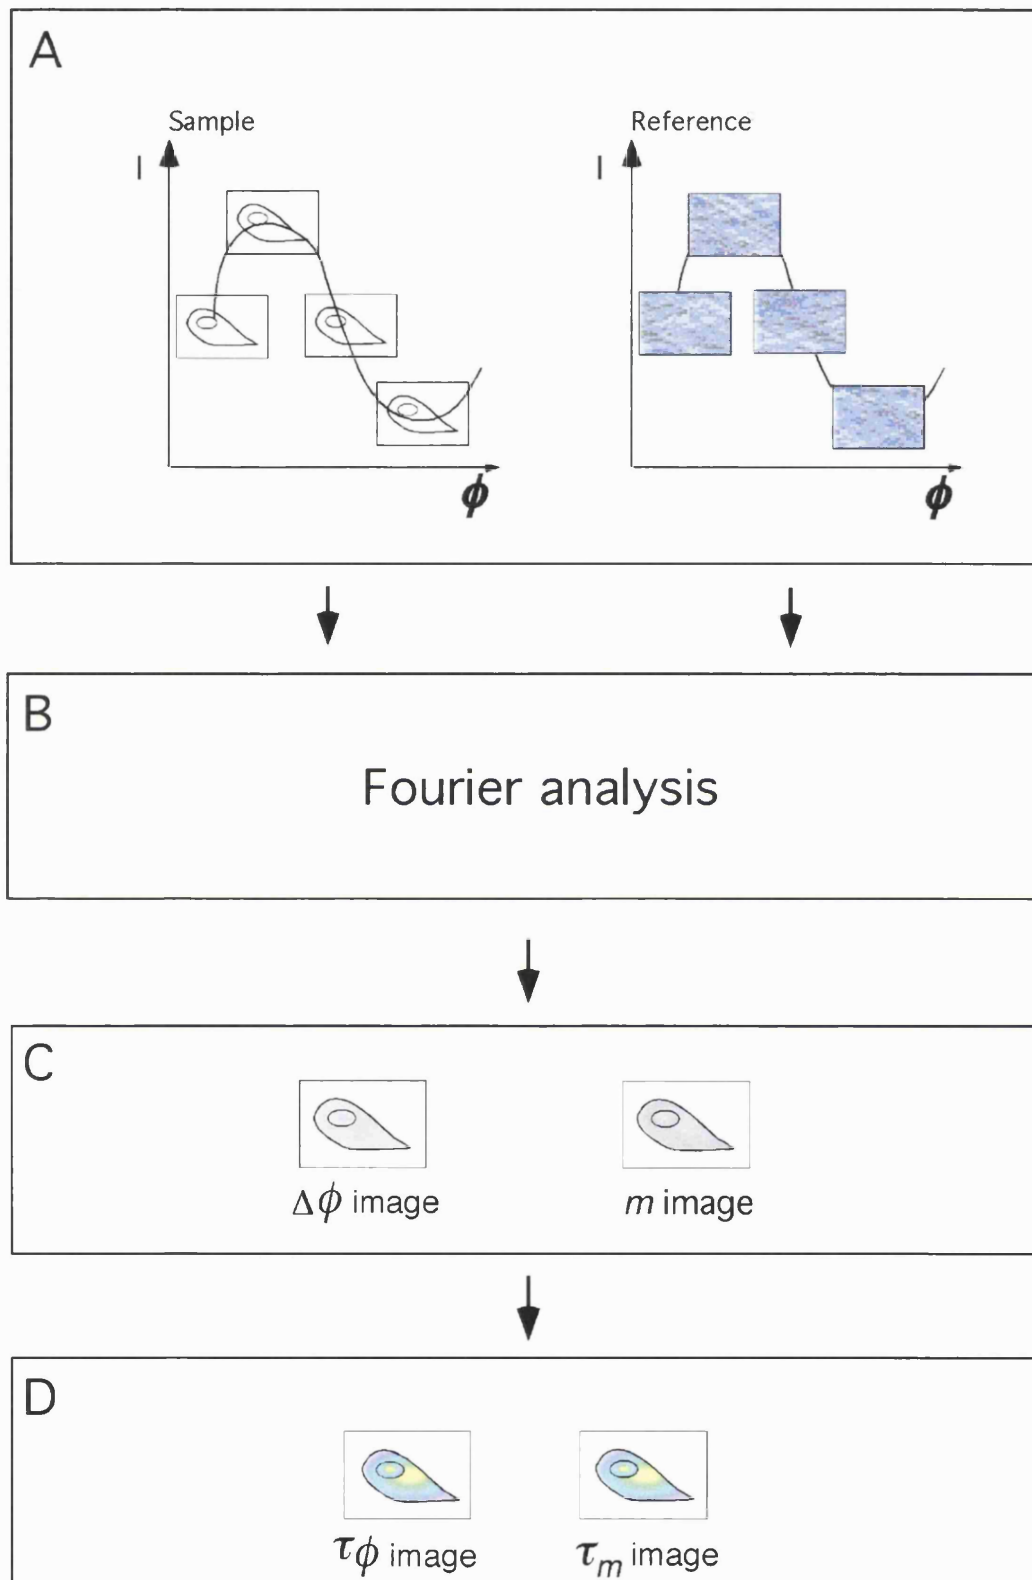 A
Sample
Reference
I
I
ϕ
ϕ
B
Fourier analysis
C
Δϕ image
m image
D
τϕ image
τm image